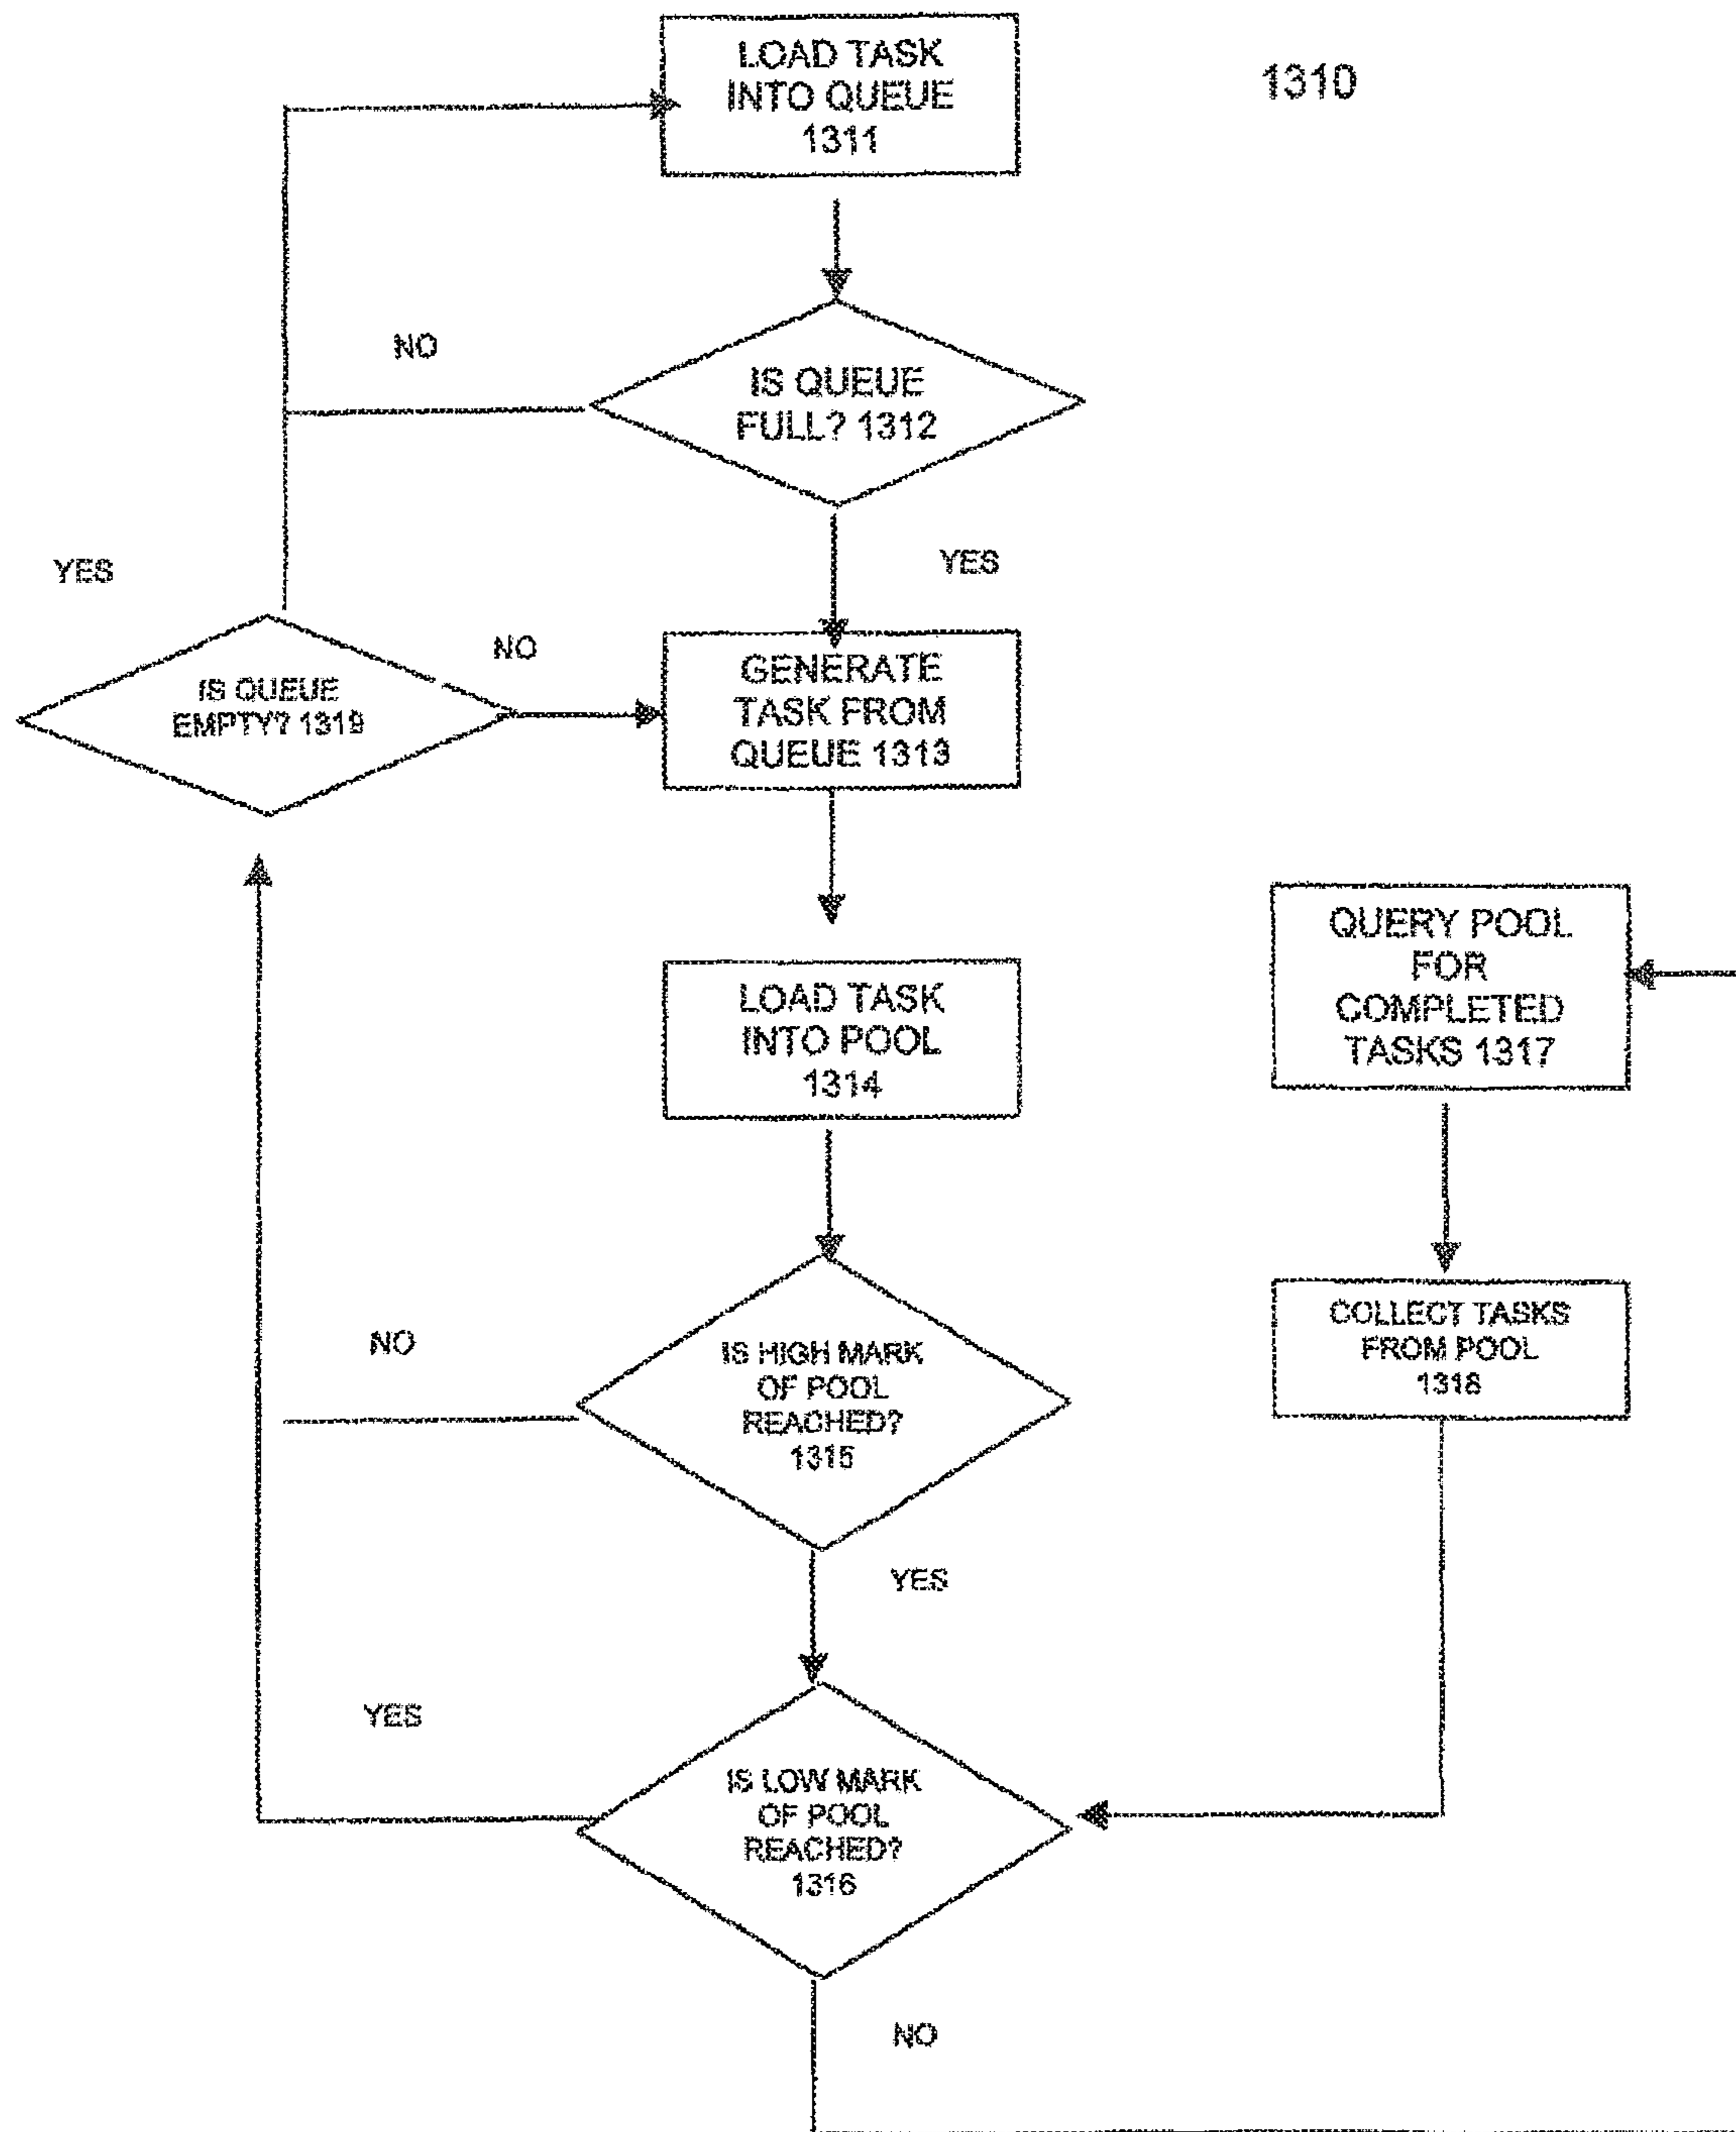 LOAD TASK
INTO QUEUE
1311
1310
NO
IS QUEUE
FULL? 1312
YES
YES
NO
IS QUEUE
EMPTY? 1319
GENERATE
TASK FROM
QUEUE 1313
LOAD TASK
INTO POOL
1314
QUERY POOL
FOR
COMPLETED
TASKS 1317
NO
IS HIGH MARK
OF POOL
REACHED?
1315
COLLECT TASKS
FROM POOL
1318
YES
YES
IS LOW MARK
OF POOL
REACHED?
1316
NO